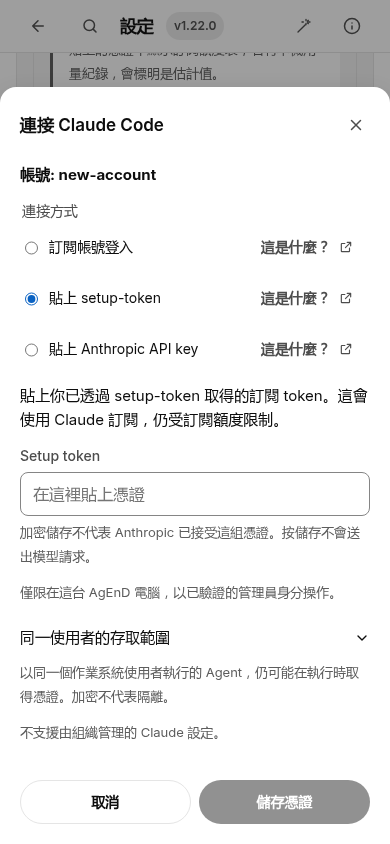 設定
v1.22.0
量紀錄，會標明是估計值。
連接 Claude Code
帳號: new-account
連接方式
訂閱帳號登入
這是什麼？
貼上 setup-token
這是什麼？
貼上 Anthropic API key
這是什麼？
貼上你已透過 setup-token 取得的訂閱 token。這會
使用 Claude 訂閱，仍受訂閱額度限制。
Setup token
在這裡貼上憑證
加密儲存不代表 Anthropic 已接受這組憑證。按儲存不會送
出模型請求。
僅限在這台 AgEnD 電腦，以已驗證的管理員身分操作。
同一使用者的存取範圍
以同一個作業系統使用者執行的 Agent，仍可能在執行時取
得憑證。加密不代表隔離。
不支援由組織管理的 Claude 設定。
取消
儲存憑證